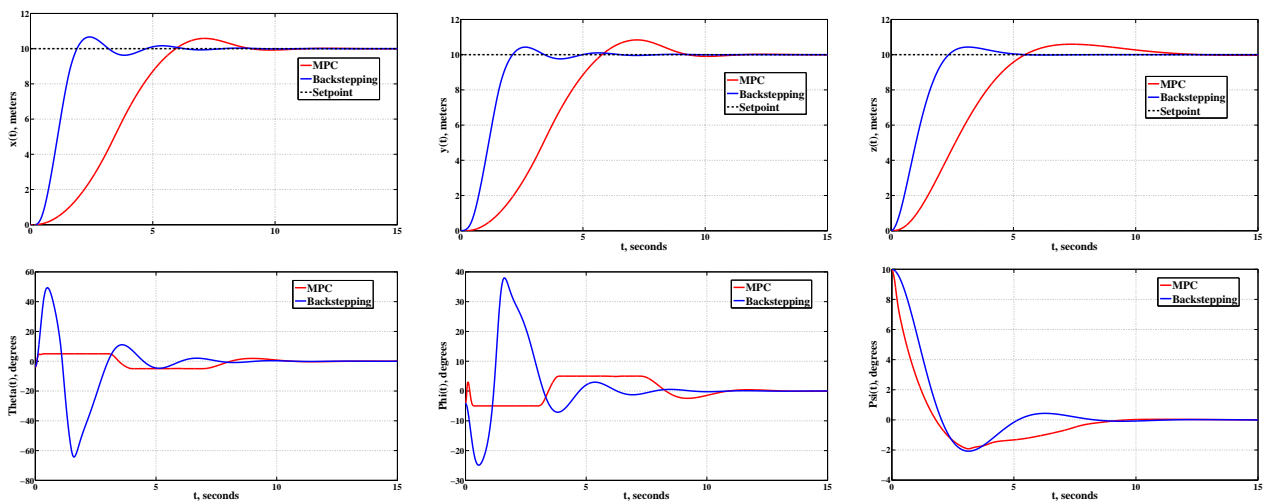 x(t), meters
12
10
8
6
4
2
0
0 5 10 15
t, seconds
MPC
Backstepping
Setpoint
y(t), meters
12
10
8
6
4
2
0
0 5 10 15
t, seconds
MPC
Backstepping
Setpoint
z(t), meters
12
10
8
6
4
2
0
0 5 10 15
t, seconds
MPC
Backstepping
Setpoint
Theta(t), degrees
60
40
20
0
−20
−40
−60
−80
0 5 10 15
t, seconds
MPC
Backstepping
Phi(t), degrees
40
30
20
10
0
−10
−20
−30
0 5 10 15
t, seconds
MPC
Backstepping
Psi(t), degrees
10
8
6
4
2
0
−2
−4
0 5 10 15
t, seconds
MPC
Backstepping